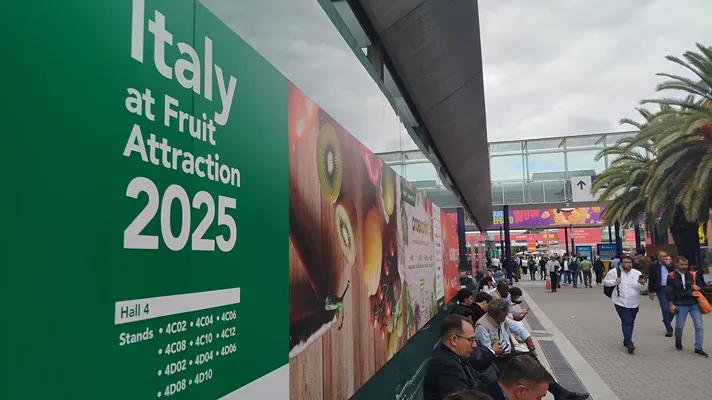 Italy
at Fruit
Attraction
2025
Hall 4
Stands • 4C02 • 4C04 • 4C06
• 4C08 • 4C10 • 4C12
• 4D02 • 4D04 • 4D06
• 4D08 • 4D10
WOW